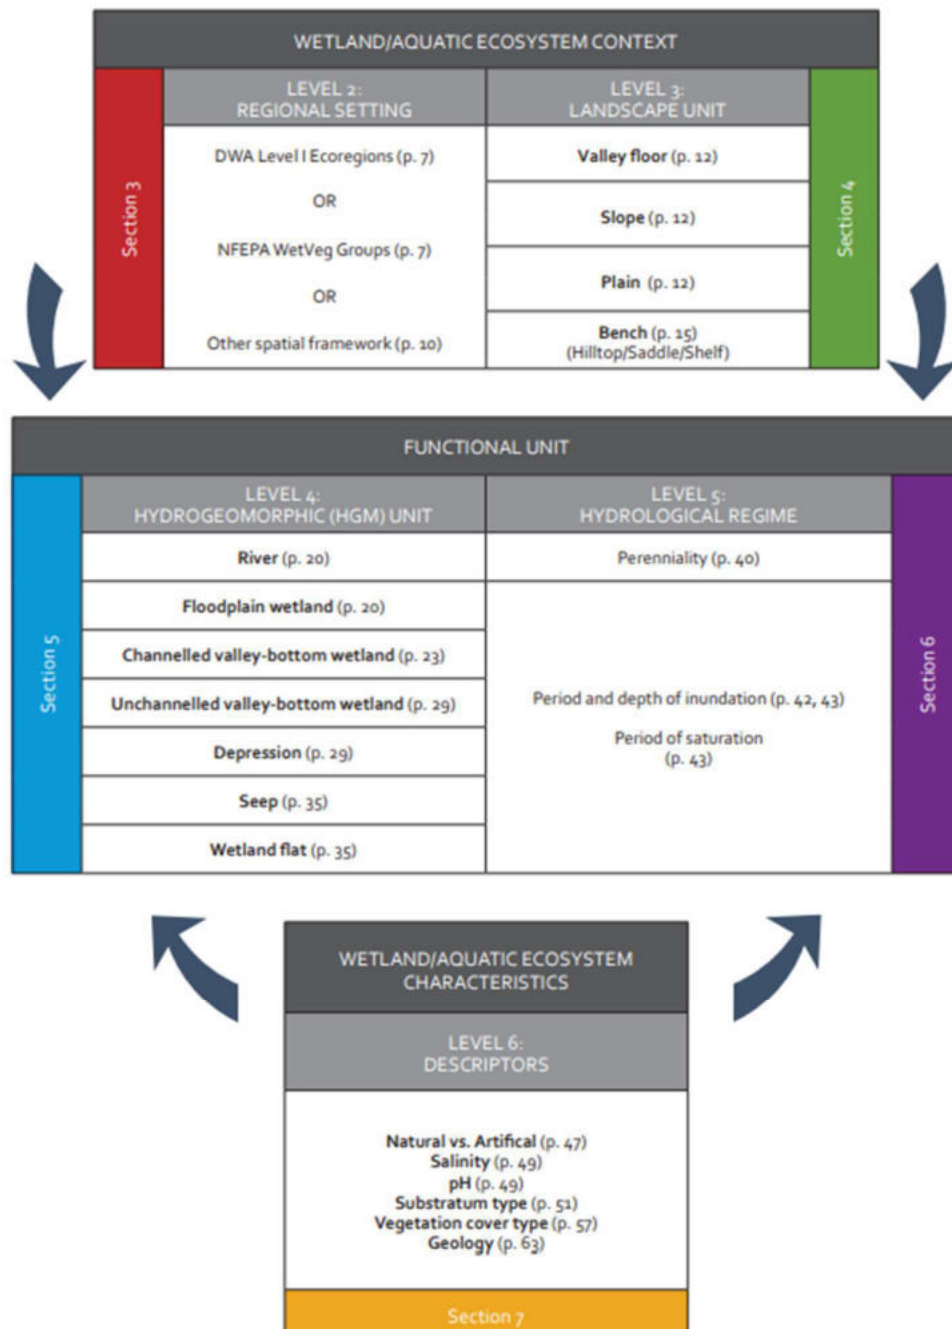 WETLAND/AQUATIC ECOSYSTEM CONTEXT
Section 3
LEVEL 2:
REGIONAL SETTING
DWA Level I Ecoregions (p. 7)
OR
NFEPA WetVeg Groups (p. 7)
OR
Other spatial framework (p. 10)
LEVEL 3:
LANDSCAPE UNIT
Valley floor (p. 12)
Slope (p. 12)
Plain (p. 12)
Bench (p. 15)
(Hilltop/Saddle/Shelf)
Section 4
FUNCTIONAL UNIT
Section 5
LEVEL 4:
HYDROGEOMORPHIC (HGM) UNIT
River (p. 20)
Floodplain wetland (p. 20)
Channelled valley-bottom wetland (p. 23)
Unchannelled valley-bottom wetland (p. 29)
Depression (p. 29)
Seep (p. 35)
Wetland flat (p. 35)
LEVEL 5:
HYDROLOGICAL REGIME
Perenniality (p. 40)
Period and depth of inundation (p. 42, 43)
Period of saturation
(p. 43)
Section 6
WETLAND/AQUATIC ECOSYSTEM
CHARACTERISTICS
LEVEL 6:
DESCRIPTORS
Natural vs. Artifical (p. 47)
Salinity (p. 49)
pH (p. 49)
Substratum type (p. 51)
Vegetation cover type (p. 57)
Geology (p. 63)
Section 7